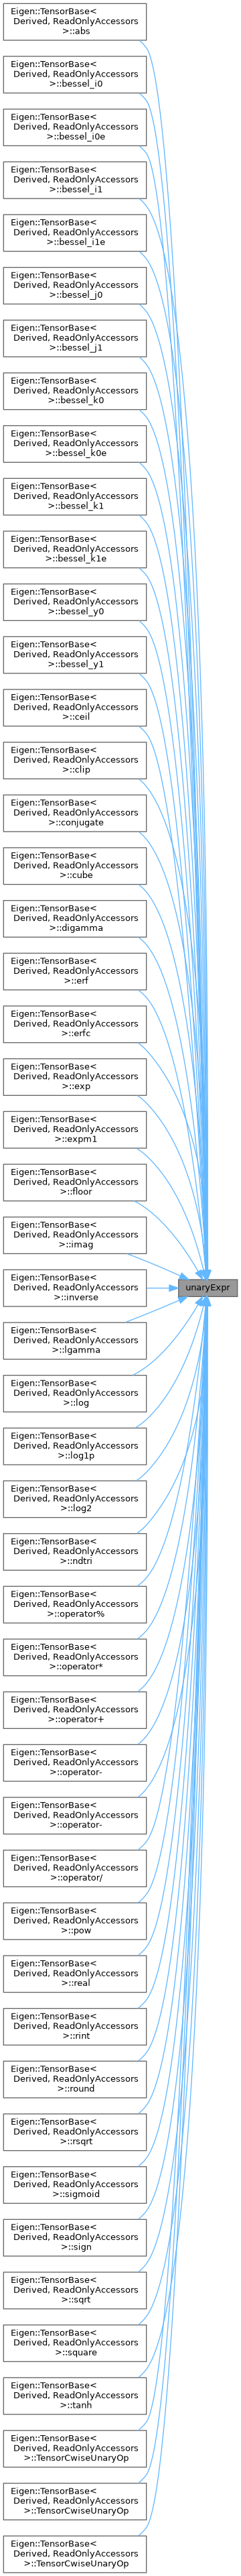 Eigen::TensorBase<
Derived, ReadOnlyAccessors
>::abs
Eigen::TensorBase<
Derived, ReadOnlyAccessors
>::bessel_i0
Eigen::TensorBase<
Derived, ReadOnlyAccessors
>::bessel_i0e
Eigen::TensorBase<
Derived, ReadOnlyAccessors
>::bessel_i1
Eigen::TensorBase<
Derived, ReadOnlyAccessors
>::bessel_i1e
Eigen::TensorBase<
Derived, ReadOnlyAccessors
>::bessel_j0
Eigen::TensorBase<
Derived, ReadOnlyAccessors
>::bessel_j1
Eigen::TensorBase<
Derived, ReadOnlyAccessors
>::bessel_k0
Eigen::TensorBase<
Derived, ReadOnlyAccessors
>::bessel_k0e
Eigen::TensorBase<
Derived, ReadOnlyAccessors
>::bessel_k1
Eigen::TensorBase<
Derived, ReadOnlyAccessors
>::bessel_k1e
Eigen::TensorBase<
Derived, ReadOnlyAccessors
>::bessel_y0
Eigen::TensorBase<
Derived, ReadOnlyAccessors
>::bessel_y1
Eigen::TensorBase<
Derived, ReadOnlyAccessors
>::ceil
Eigen::TensorBase<
Derived, ReadOnlyAccessors
>::clip
Eigen::TensorBase<
Derived, ReadOnlyAccessors
>::conjugate
Eigen::TensorBase<
Derived, ReadOnlyAccessors
>::cube
Eigen::TensorBase<
Derived, ReadOnlyAccessors
>::digamma
Eigen::TensorBase<
Derived, ReadOnlyAccessors
>::erf
Eigen::TensorBase<
Derived, ReadOnlyAccessors
>::erfc
Eigen::TensorBase<
Derived, ReadOnlyAccessors
>::exp
Eigen::TensorBase<
Derived, ReadOnlyAccessors
>::expm1
Eigen::TensorBase<
Derived, ReadOnlyAccessors
>::floor
Eigen::TensorBase<
Derived, ReadOnlyAccessors
>::imag
Eigen::TensorBase<
Derived, ReadOnlyAccessors
>::inverse
unaryExpr
Eigen::TensorBase<
Derived, ReadOnlyAccessors
>::lgamma
Eigen::TensorBase<
Derived, ReadOnlyAccessors
>::log
Eigen::TensorBase<
Derived, ReadOnlyAccessors
>::log1p
Eigen::TensorBase<
Derived, ReadOnlyAccessors
>::log2
Eigen::TensorBase<
Derived, ReadOnlyAccessors
>::ndtri
Eigen::TensorBase<
Derived, ReadOnlyAccessors
>::operator%
Eigen::TensorBase<
Derived, ReadOnlyAccessors
>::operator*
Eigen::TensorBase<
Derived, ReadOnlyAccessors
>::operator+
Eigen::TensorBase<
Derived, ReadOnlyAccessors
>::operator-
Eigen::TensorBase<
Derived, ReadOnlyAccessors
>::operator-
Eigen::TensorBase<
Derived, ReadOnlyAccessors
>::operator/
Eigen::TensorBase<
Derived, ReadOnlyAccessors
>::pow
Eigen::TensorBase<
Derived, ReadOnlyAccessors
>::real
Eigen::TensorBase<
Derived, ReadOnlyAccessors
>::rint
Eigen::TensorBase<
Derived, ReadOnlyAccessors
>::round
Eigen::TensorBase<
Derived, ReadOnlyAccessors
>::rsqrt
Eigen::TensorBase<
Derived, ReadOnlyAccessors
>::sigmoid
Eigen::TensorBase<
Derived, ReadOnlyAccessors
>::sign
Eigen::TensorBase<
Derived, ReadOnlyAccessors
>::sqrt
Eigen::TensorBase<
Derived, ReadOnlyAccessors
>::square
Eigen::TensorBase<
Derived, ReadOnlyAccessors
>::tanh
Eigen::TensorBase<
Derived, ReadOnlyAccessors
>::TensorCwiseUnaryOp
Eigen::TensorBase<
Derived, ReadOnlyAccessors
>::TensorCwiseUnaryOp
Eigen::TensorBase<
Derived, ReadOnlyAccessors
>::TensorCwiseUnaryOp